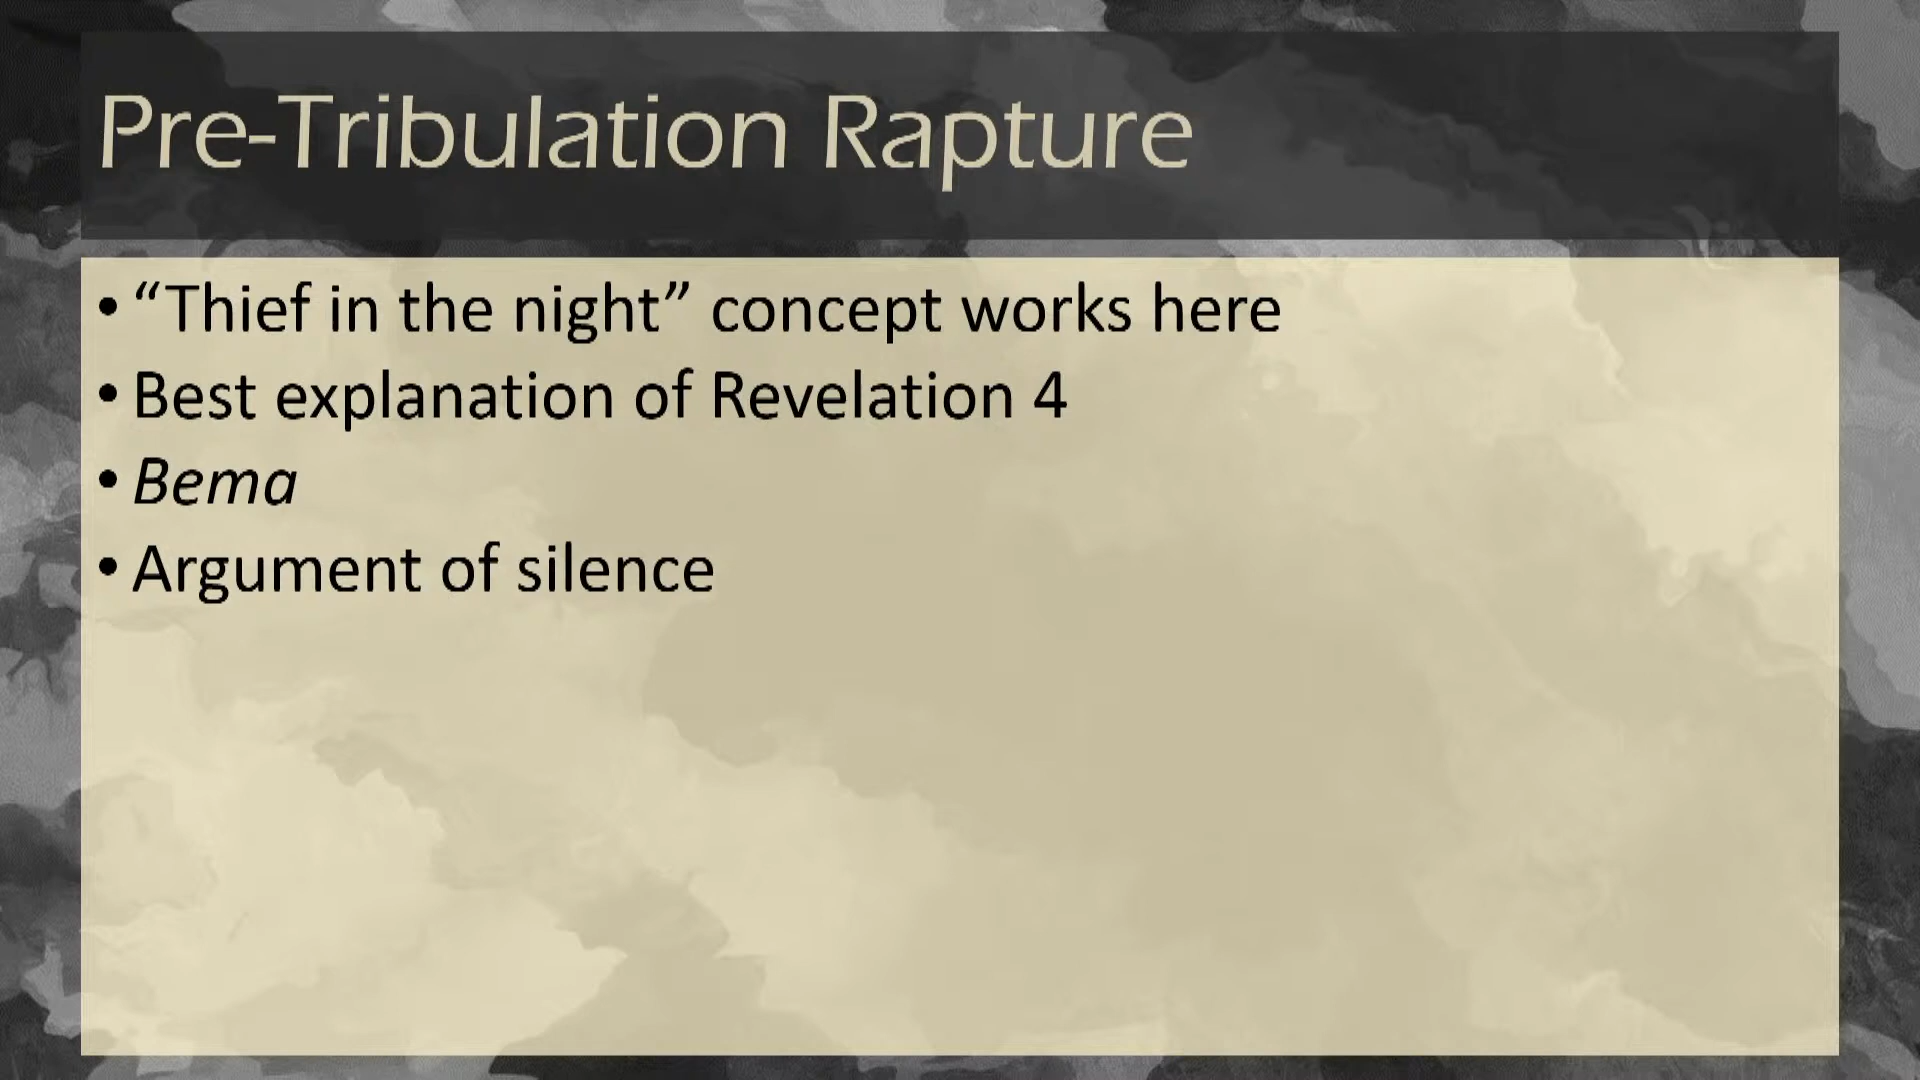 Pre-Tribulation Rapture
• “Thief in the night” concept works here
• Best explanation of Revelation 4
• Bema
• Argument of silence